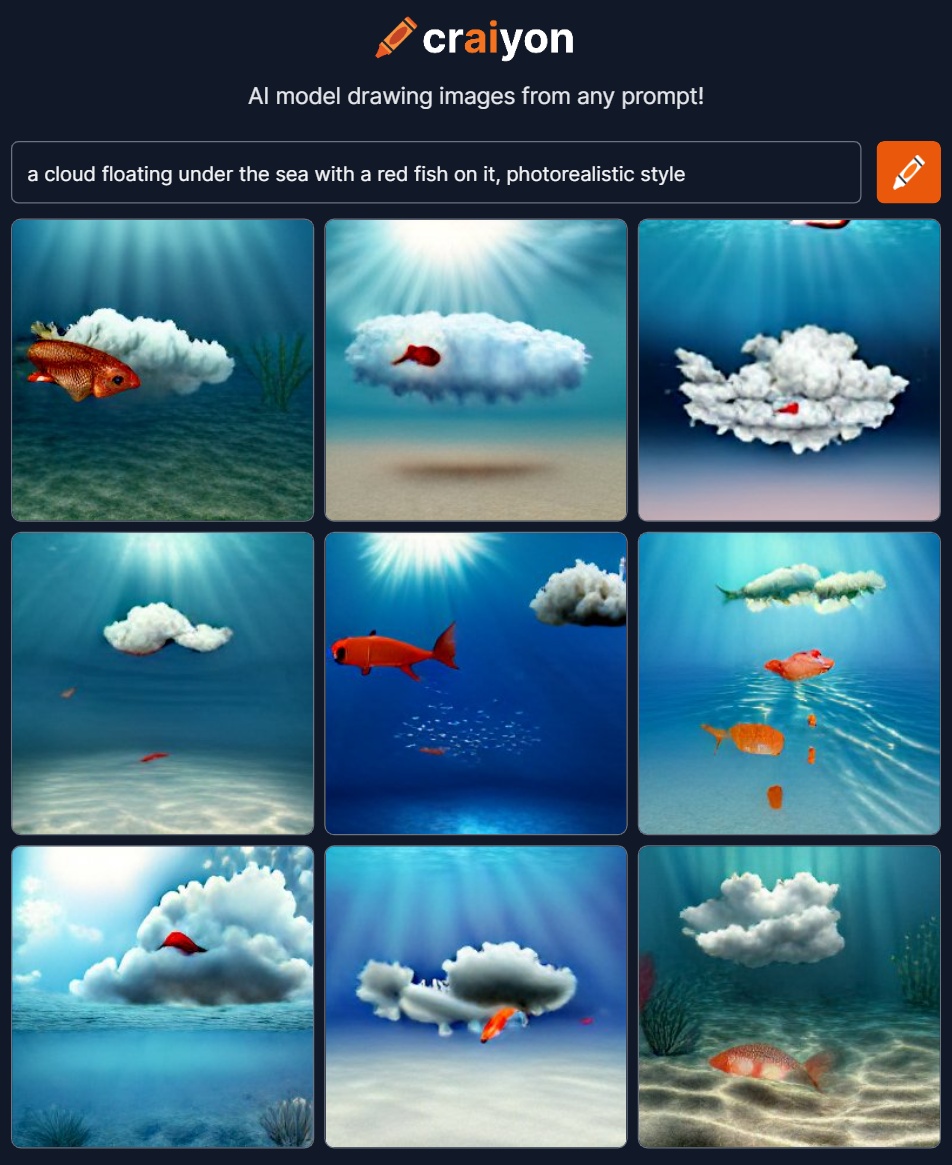 craiyon
AI model drawing images from any prompt!
a cloud floating under the sea with a red fish on it, photorealistic style